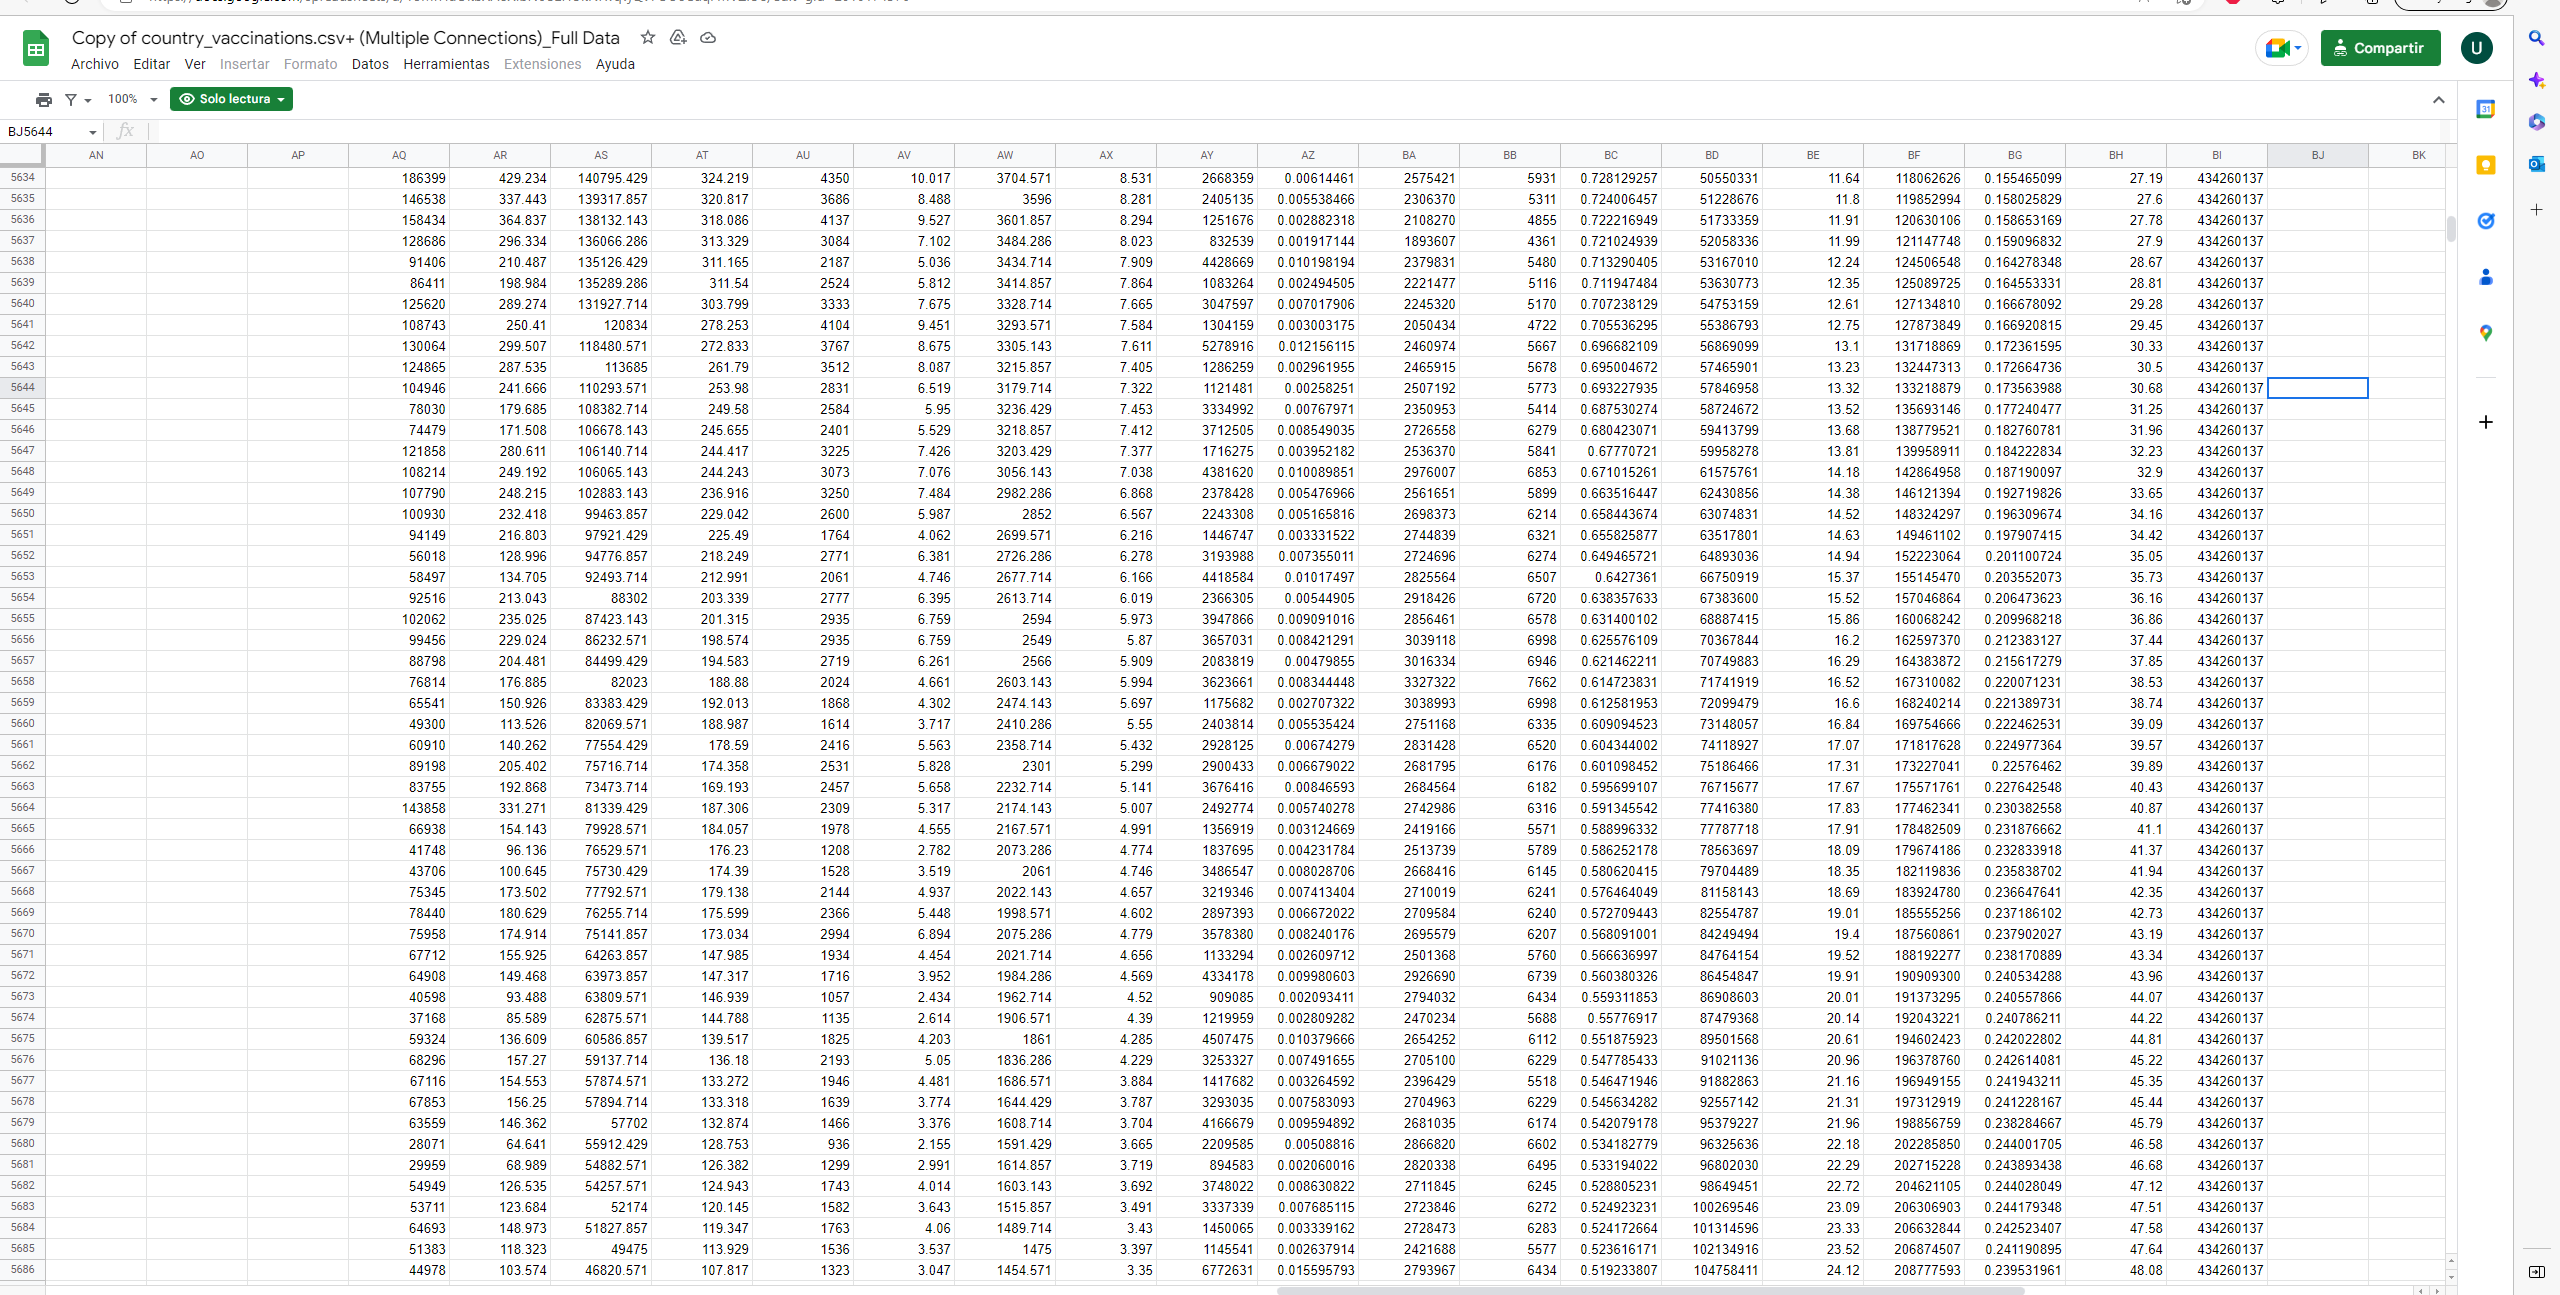 Copy of country_vaccinations.csv+ (Multiple Connections)_Full Data
Compartir
U
Archivo Editar Ver Insertar Formato Datos Herramientas Extensiones Ayuda
100% Solo lectura
BJ5644 fx
AN AO AP AQ AR AS AT AU AV AW AX AY AZ BA BB BC BD BE BF BG BH BI BJ BK
5634 186399 429.234 140795.429 324.219 4350 10.017 3704.571 8.531 2668359 0.00614461 2575421 5931 0.728129257 50550331 11.64 118062626 0.155465099 27.19 434260137
5635 146538 337.443 139317.857 320.817 3686 8.488 3596 8.281 2405135 0.005538466 2306370 5311 0.724006457 51228676 11.8 119852994 0.158025829 27.6 434260137
5636 158434 364.837 138132.143 318.086 4137 9.527 3601.857 8.294 1251676 0.002882318 2108270 4855 0.722216949 51733359 11.91 120630106 0.158653169 27.78 434260137
5637 128686 296.334 136066.286 313.329 3084 7.102 3484.286 8.023 832539 0.001917144 1893607 4361 0.721024939 52058336 11.99 121147748 0.159096832 27.9 434260137
5638 91406 210.487 135126.429 311.165 2187 5.036 3434.714 7.909 4428669 0.010198194 2379831 5480 0.713290405 53167010 12.24 124506548 0.164278348 28.67 434260137
5639 86411 198.984 135289.286 311.54 2524 5.812 3414.857 7.864 1083264 0.002494505 2221477 5116 0.711947484 53630773 12.35 125089725 0.164553331 28.81 434260137
5640 125620 289.274 131927.714 303.799 3333 7.675 3328.714 7.665 3047597 0.007017906 2245320 5170 0.707238129 54753159 12.61 127134810 0.166678092 29.28 434260137
5641 108743 250.41 120834 278.253 4104 9.451 3293.571 7.584 1304159 0.003003175 2050434 4722 0.705536295 55386793 12.75 127873849 0.166920815 29.45 434260137
5642 130064 299.507 118480.571 272.833 3767 8.675 3305.143 7.611 5278916 0.012156115 2460974 5667 0.696682109 56869099 13.1 131718869 0.172361595 30.33 434260137
5643 124865 287.535 113685 261.79 3512 8.087 3215.857 7.405 1286259 0.002961955 2465915 5678 0.695004672 57465901 13.23 132447313 0.172664736 30.5 434260137
5644 104946 241.666 110293.571 253.98 2831 6.519 3179.714 7.322 1121481 0.00258251 2507192 5773 0.693227935 57846958 13.32 133218879 0.173563988 30.68 434260137
5645 78030 179.685 108382.714 249.58 2584 5.95 3236.429 7.453 3334992 0.00767971 2350953 5414 0.687530274 58724672 13.52 135693146 0.177240477 31.25 434260137
5646 74479 171.508 106678.143 245.655 2401 5.529 3218.857 7.412 3712505 0.008549035 2726558 6279 0.680423071 59413799 13.68 138779521 0.182760781 31.96 434260137
5647 121858 280.611 106140.714 244.417 3225 7.426 3203.429 7.377 1716275 0.003952182 2536370 5841 0.67770721 59958278 13.81 139958911 0.184222834 32.23 434260137
5648 108214 249.192 106065.143 244.243 3073 7.076 3056.143 7.038 4381620 0.010089851 2976007 6853 0.671015261 61575761 14.18 142864958 0.187190097 32.9 434260137
5649 107790 248.215 102883.143 236.916 3250 7.484 2982.286 6.868 2378428 0.005476966 2561651 5899 0.663516447 62430856 14.38 146121394 0.192719826 33.65 434260137
5650 100930 232.418 99463.857 229.042 2600 5.987 2852 6.567 2243308 0.005165816 2698373 6214 0.658443674 63074831 14.52 148324297 0.196309674 34.16 434260137
5651 94149 216.803 97921.429 225.49 1764 4.062 2699.571 6.216 1446747 0.003331522 2744839 6321 0.655825877 63517801 14.63 149461102 0.197907415 34.42 434260137
5652 56018 128.996 94776.857 218.249 2771 6.381 2726.286 6.278 3193988 0.007355011 2724696 6274 0.649465721 64893036 14.94 152223064 0.201100724 35.05 434260137
5653 58497 134.705 92493.714 212.991 2061 4.746 2677.714 6.166 4418584 0.01017497 2825564 6507 0.6427361 66750919 15.37 155145470 0.203552073 35.73 434260137
5654 92516 213.043 88302 203.339 2777 6.395 2613.714 6.019 2366305 0.00544905 2918426 6720 0.638357633 67383600 15.52 157046864 0.206473623 36.16 434260137
5655 102062 235.025 87423.143 201.315 2935 6.759 2594 5.973 3947866 0.009091016 2856461 6578 0.631400102 68887415 15.86 160068242 0.209968218 36.86 434260137
5656 99456 229.024 86232.571 198.574 2935 6.759 2549 5.87 3657031 0.008421291 3039118 6998 0.625576109 70367844 16.2 162597370 0.212383127 37.44 434260137
5657 88798 204.481 84499.429 194.583 2719 6.261 2566 5.909 2083819 0.00479855 3016334 6946 0.621462211 70749883 16.29 164383872 0.215617279 37.85 434260137
5658 76814 176.885 82023 188.88 2024 4.661 2603.143 5.994 3623661 0.008344448 3327322 7662 0.614723831 71741919 16.52 167310082 0.220071231 38.53 434260137
5659 65541 150.926 83383.429 192.013 1868 4.302 2474.143 5.697 1175682 0.002707322 3038993 6998 0.612581953 72099479 16.6 168240214 0.221389731 38.74 434260137
5660 49300 113.526 82069.571 188.987 1614 3.717 2410.286 5.55 2403814 0.005535424 2751168 6335 0.609094523 73148057 16.84 169754666 0.222462531 39.09 434260137
5661 60910 140.262 77554.429 178.59 2416 5.563 2358.714 5.432 2928125 0.00674279 2831428 6520 0.604344002 74118927 17.07 171817628 0.224977364 39.57 434260137
5662 89198 205.402 75716.714 174.358 2531 5.828 2301 5.299 2900433 0.006679022 2681795 6176 0.601098452 75186466 17.31 173227041 0.22576462 39.89 434260137
5663 83755 192.868 73473.714 169.193 2457 5.658 2232.714 5.141 3676416 0.00846593 2684564 6182 0.595699107 76715677 17.67 175571761 0.227642548 40.43 434260137
5664 143858 331.271 81339.429 187.306 2309 5.317 2174.143 5.007 2492774 0.005740278 2742986 6316 0.591345542 77416380 17.83 177462341 0.230382558 40.87 434260137
5665 66938 154.143 79928.571 184.057 1978 4.555 2167.571 4.991 1356919 0.003124669 2419166 5571 0.588996332 77787718 17.91 178482509 0.231876662 41.1 434260137
5666 41748 96.136 76529.571 176.23 1208 2.782 2073.286 4.774 1837695 0.004231784 2513739 5789 0.586252178 78563697 18.09 179674186 0.232833918 41.37 434260137
5667 43706 100.645 75730.429 174.39 1528 3.519 2061 4.746 3486547 0.008028706 2668416 6145 0.580620415 79704489 18.35 182119836 0.235838702 41.94 434260137
5668 75345 173.502 77792.571 179.138 2144 4.937 2022.143 4.657 3219346 0.007413404 2710019 6241 0.576464049 81158143 18.69 183924780 0.236647641 42.35 434260137
5669 78440 180.629 76255.714 175.599 2366 5.448 1998.571 4.602 2897393 0.006672022 2709584 6240 0.572709443 82554787 19.01 185555256 0.237186102 42.73 434260137
5670 75958 174.914 75141.857 173.034 2994 6.894 2075.286 4.779 3578380 0.008240176 2695579 6207 0.568091001 84249494 19.4 187560861 0.237902027 43.19 434260137
5671 67712 155.925 64263.857 147.985 1934 4.454 2021.714 4.656 1133294 0.002609712 2501368 5760 0.566636997 84764154 19.52 188192277 0.238170889 43.34 434260137
5672 64908 149.468 63973.857 147.317 1716 3.952 1984.286 4.569 4334178 0.009980603 2926690 6739 0.560380326 86454847 19.91 190909300 0.240534288 43.96 434260137
5673 40598 93.488 63809.571 146.939 1057 2.434 1962.714 4.52 909085 0.002093411 2794032 6434 0.559311853 86908603 20.01 191373295 0.240557866 44.07 434260137
5674 37168 85.589 62875.571 144.788 1135 2.614 1906.571 4.39 1219959 0.002809282 2470234 5688 0.55776917 87479368 20.14 192043221 0.240786211 44.22 434260137
5675 59324 136.609 60586.857 139.517 1825 4.203 1861 4.285 4507475 0.010379666 2654252 6112 0.551875923 89501568 20.61 194602423 0.242022802 44.81 434260137
5676 68296 157.27 59137.714 136.18 2193 5.05 1836.286 4.229 3253327 0.007491655 2705100 6229 0.547785433 91021136 20.96 196378760 0.242614081 45.22 434260137
5677 67116 154.553 57874.571 133.272 1946 4.481 1686.571 3.884 1417682 0.003264592 2396429 5518 0.546471946 91882863 21.16 196949155 0.241943211 45.35 434260137
5678 67853 156.25 57894.714 133.318 1639 3.774 1644.429 3.787 3293035 0.007583093 2704963 6229 0.545634282 92557142 21.31 197312919 0.241228167 45.44 434260137
5679 63559 146.362 57702 132.874 1466 3.376 1608.714 3.704 4166679 0.009594892 2681035 6174 0.542079178 95379227 21.96 198856759 0.238284667 45.79 434260137
5680 28071 64.641 55912.429 128.753 936 2.155 1591.429 3.665 2209585 0.00508816 2866820 6602 0.534182779 96325636 22.18 202285850 0.244001705 46.58 434260137
5681 29959 68.989 54882.571 126.382 1299 2.991 1614.857 3.719 894583 0.002060016 2820338 6495 0.533194022 96802030 22.29 202715228 0.243893438 46.68 434260137
5682 54949 126.535 54257.571 124.943 1743 4.014 1603.143 3.692 3748022 0.008630822 2711845 6245 0.528805231 98649451 22.72 204621105 0.244028049 47.12 434260137
5683 53711 123.684 52174 120.145 1582 3.643 1515.857 3.491 3337339 0.007685115 2723846 6272 0.524923231 100269546 23.09 206306903 0.244179348 47.51 434260137
5684 64693 148.973 51827.857 119.347 1763 4.06 1489.714 3.43 1450065 0.003339162 2728473 6283 0.524172664 101314596 23.33 206632844 0.242523407 47.58 434260137
5685 51383 118.323 49475 113.929 1536 3.537 1475 3.397 1145541 0.002637914 2421688 5577 0.523616171 102134916 23.52 206874507 0.241190895 47.64 434260137
5686 44978 103.574 46820.571 107.817 1323 3.047 1454.571 3.35 6772631 0.015595793 2793967 6434 0.519233807 104758411 24.12 208777593 0.239531961 48.08 434260137